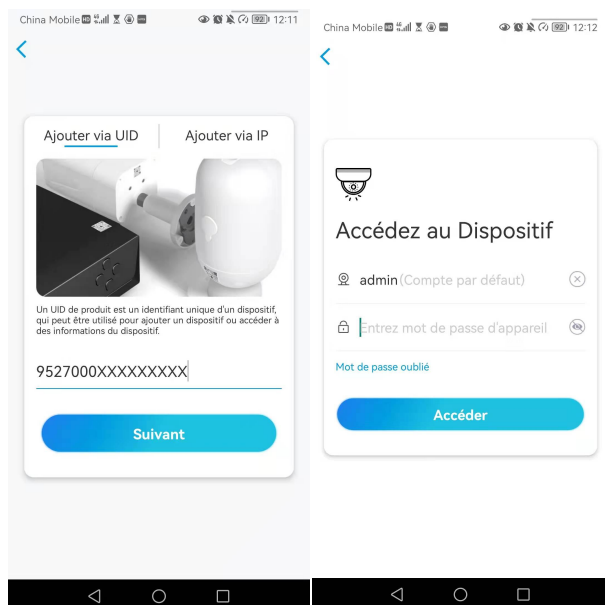 China Mobile HD 12:11
92
Ajouter via UID
Ajouter via IP
Un UID de produit est un identifiant unique d'un dispositif,
qui peut être utilisé pour ajouter un dispositif ou accéder à
des informations du dispositif.
9527000XXXXXXXXX
Suivant
China Mobile HD 12:12
92
Accédez au Dispositif
admin (Compte par défaut)
Entrez mot de passe d'appareil
Mot de passe oublié
Accéder